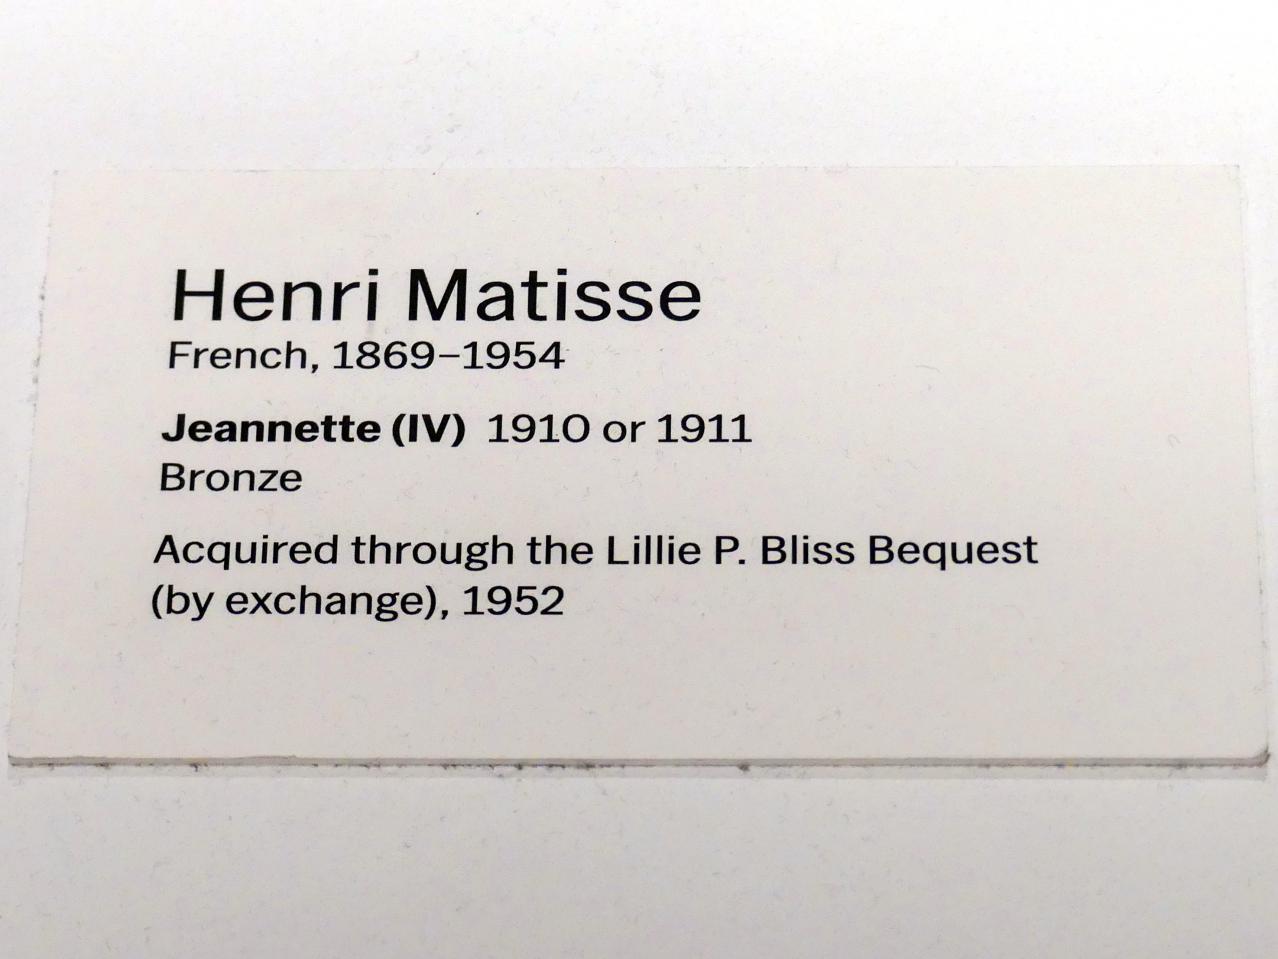 Henri Matisse
French, 1869–1954
Jeannette (IV) 1910 or 1911
Bronze
Acquired through the Lillie P. Bliss Bequest
(by exchange), 1952